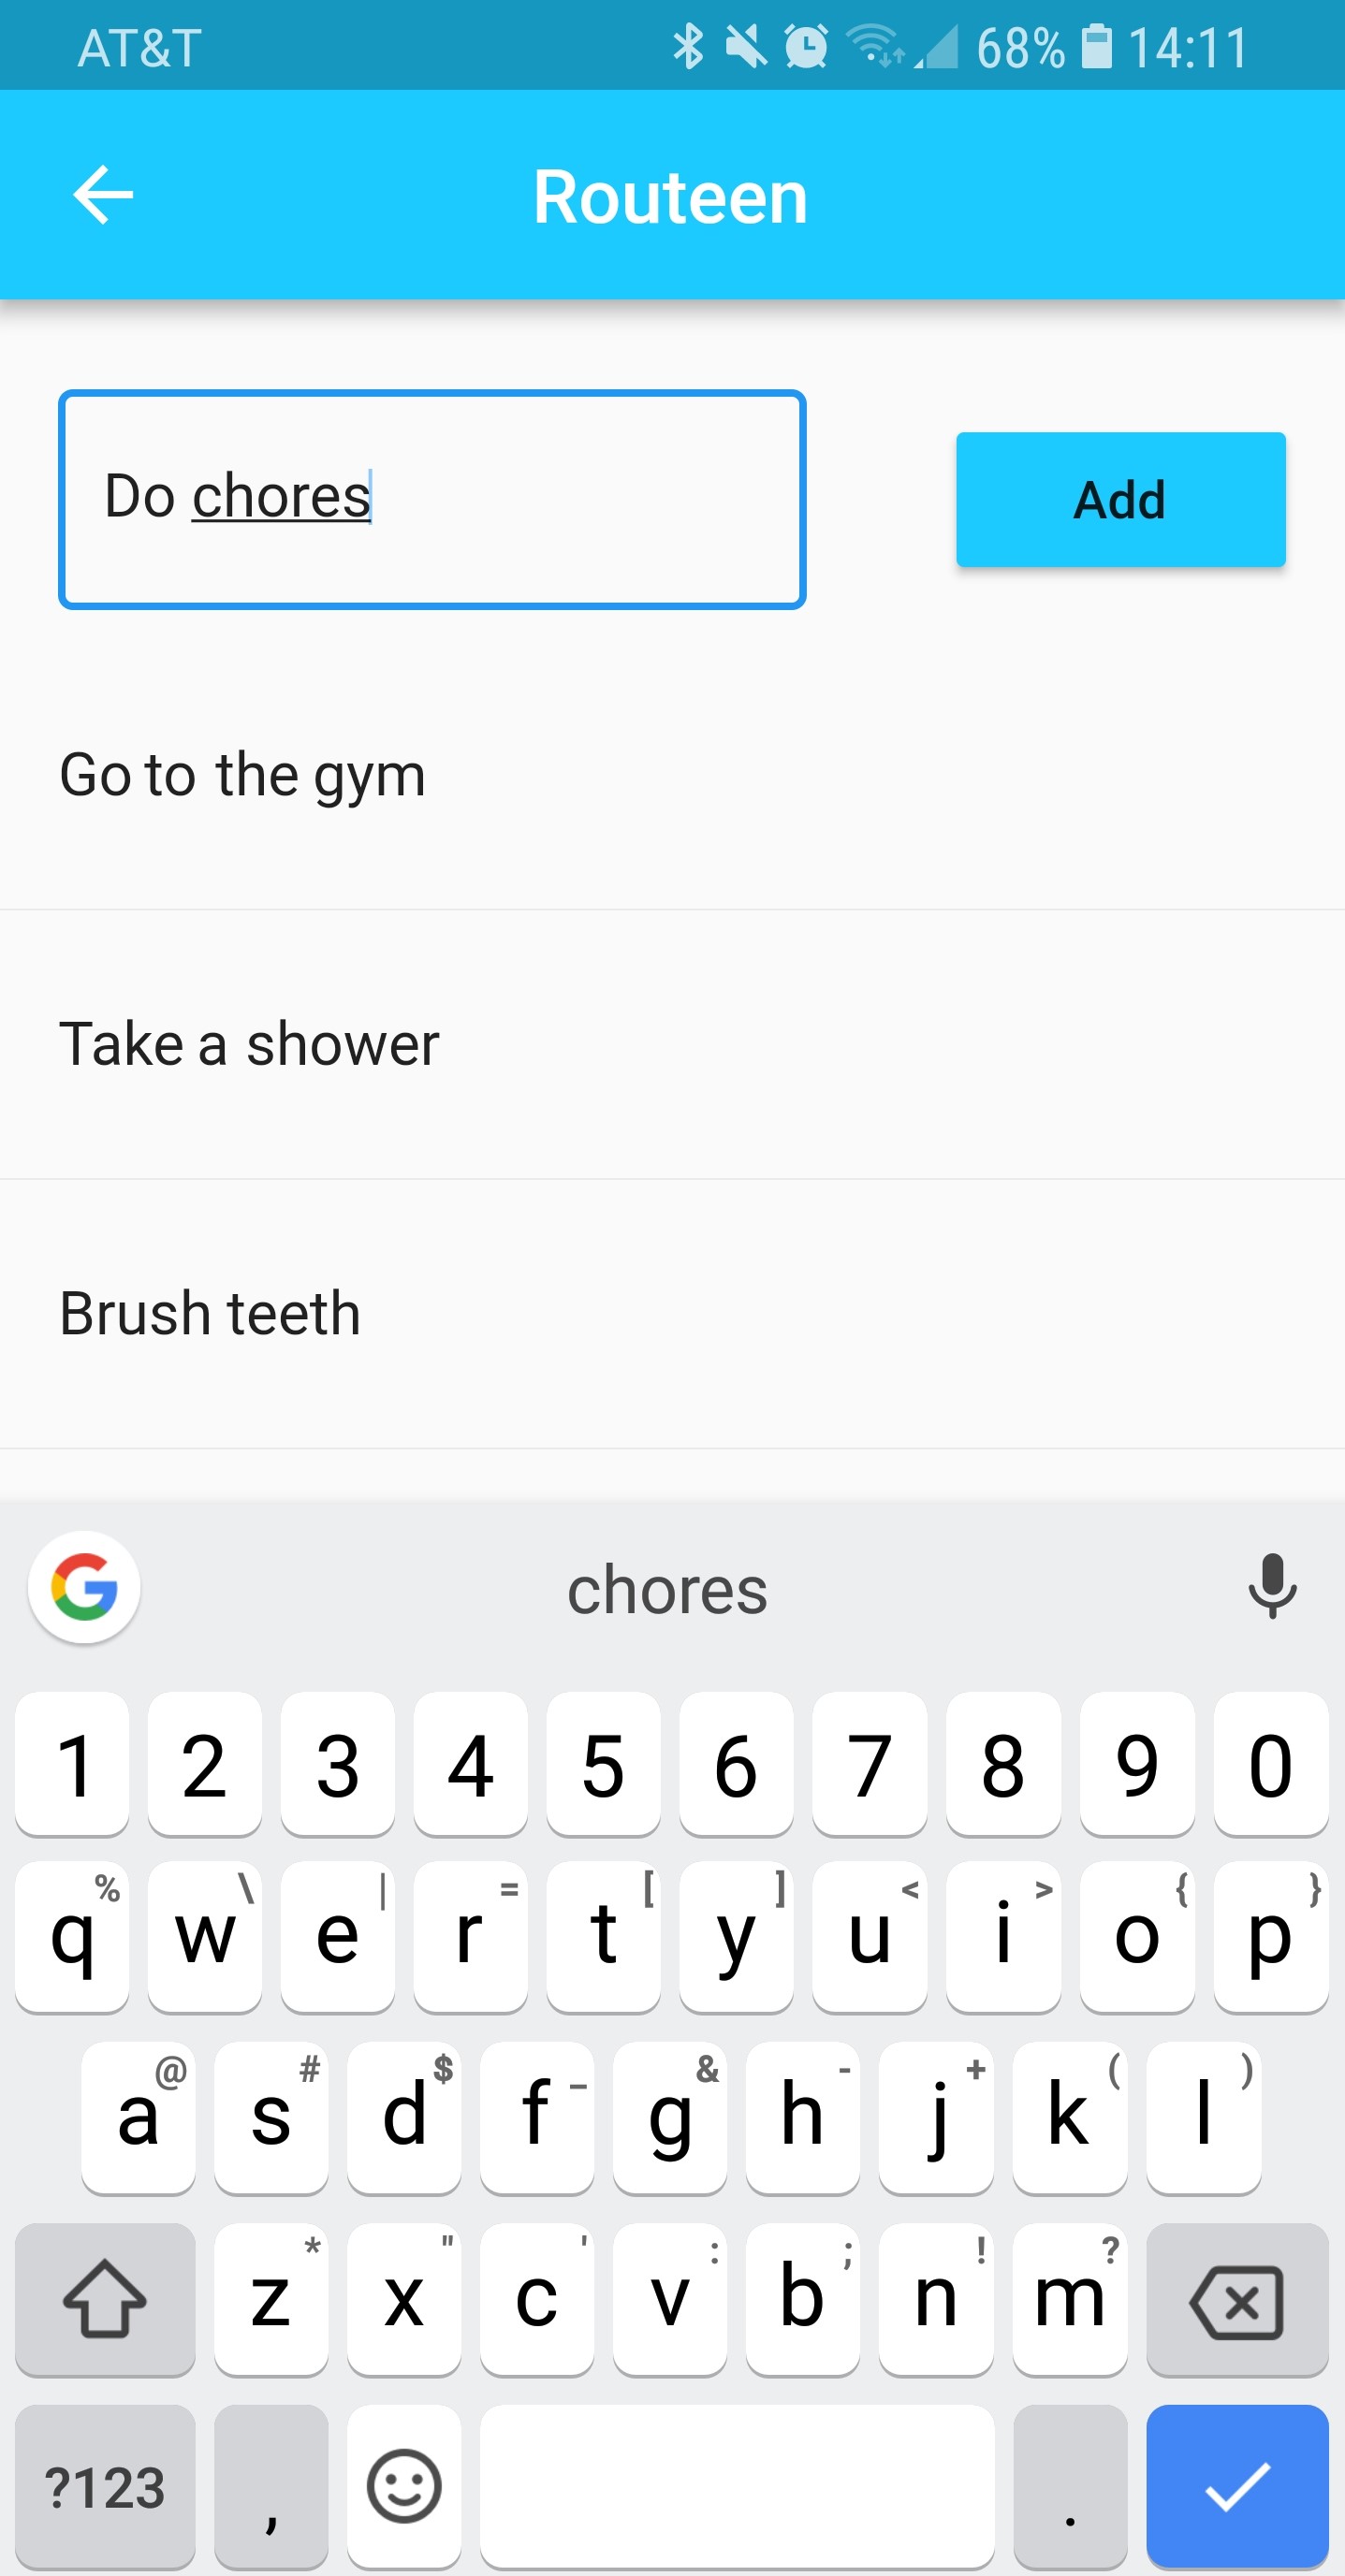 AT&T 68% 14:11
Routeen
Do chores
Add
Go to the gym
Take a shower
Brush teeth
G chores
1 2 3 4 5 6 7 8 9 0
q % w \ e | r = t [ y ] u < i > o { p }
a @ s # d $ f _ g & h - j + k ( l )
z * x " c ' v : b ; n ! m ?
?123 , .